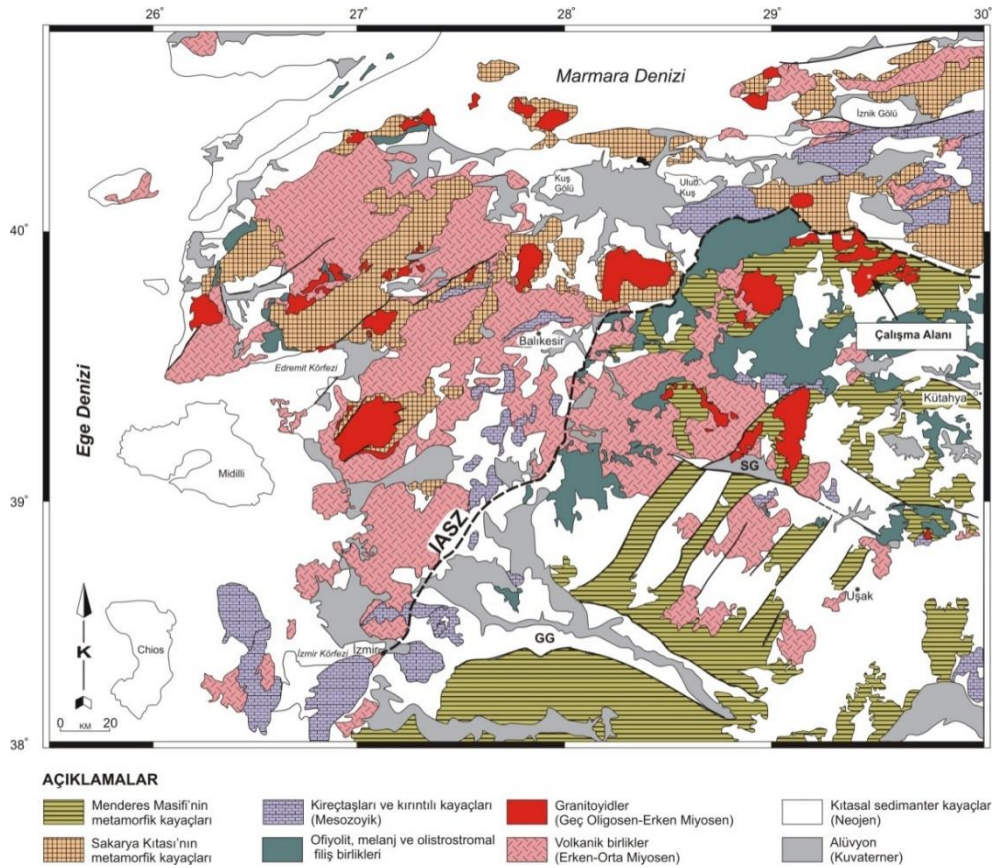 26°
27°
28°
29°
30°
Marmara Denizi
İznik Gölü
Kuş
Gölü
Ulub.
Kuş
40°
Çalışma Alanı
Balıkesir
Edremit Körfezi
Kütahya
Ege Denizi
Midilli
SG
39°
IASZ
Uşak
K
Chios
GG
İzmir Körfezi
İzmir
0 20
KM
38°
AÇIKLAMALAR
Menderes Masifi'nin
metamorfik kayaçları
Kireçtaşları ve kırıntılı kayaçları
(Mesozoyik)
Granitoyidler
(Geç Oligosen-Erken Miyosen)
Kıtasal sedimanter kayaçlar
(Neojen)
Sakarya Kıtası'nın
metamorfik kayaçları
Ofiyolit, melanj ve olistrostromal
filiş birlikleri
Volkanik birlikler
(Erken-Orta Miyosen)
Alüvyon
(Kuvaterner)